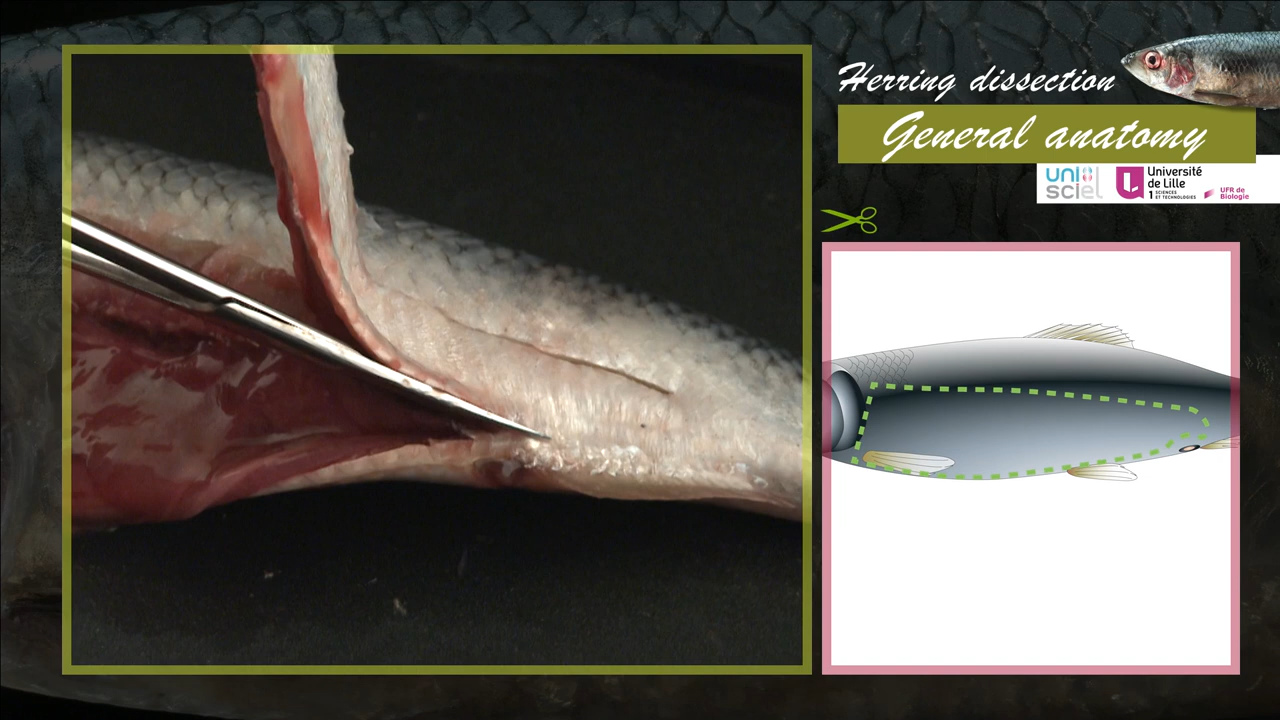 Herring dissection
General anatomy
uni
sciel
Université
de Lille
1 SCIENCES
ET TECHNOLOGIES
UFR de
Biologie